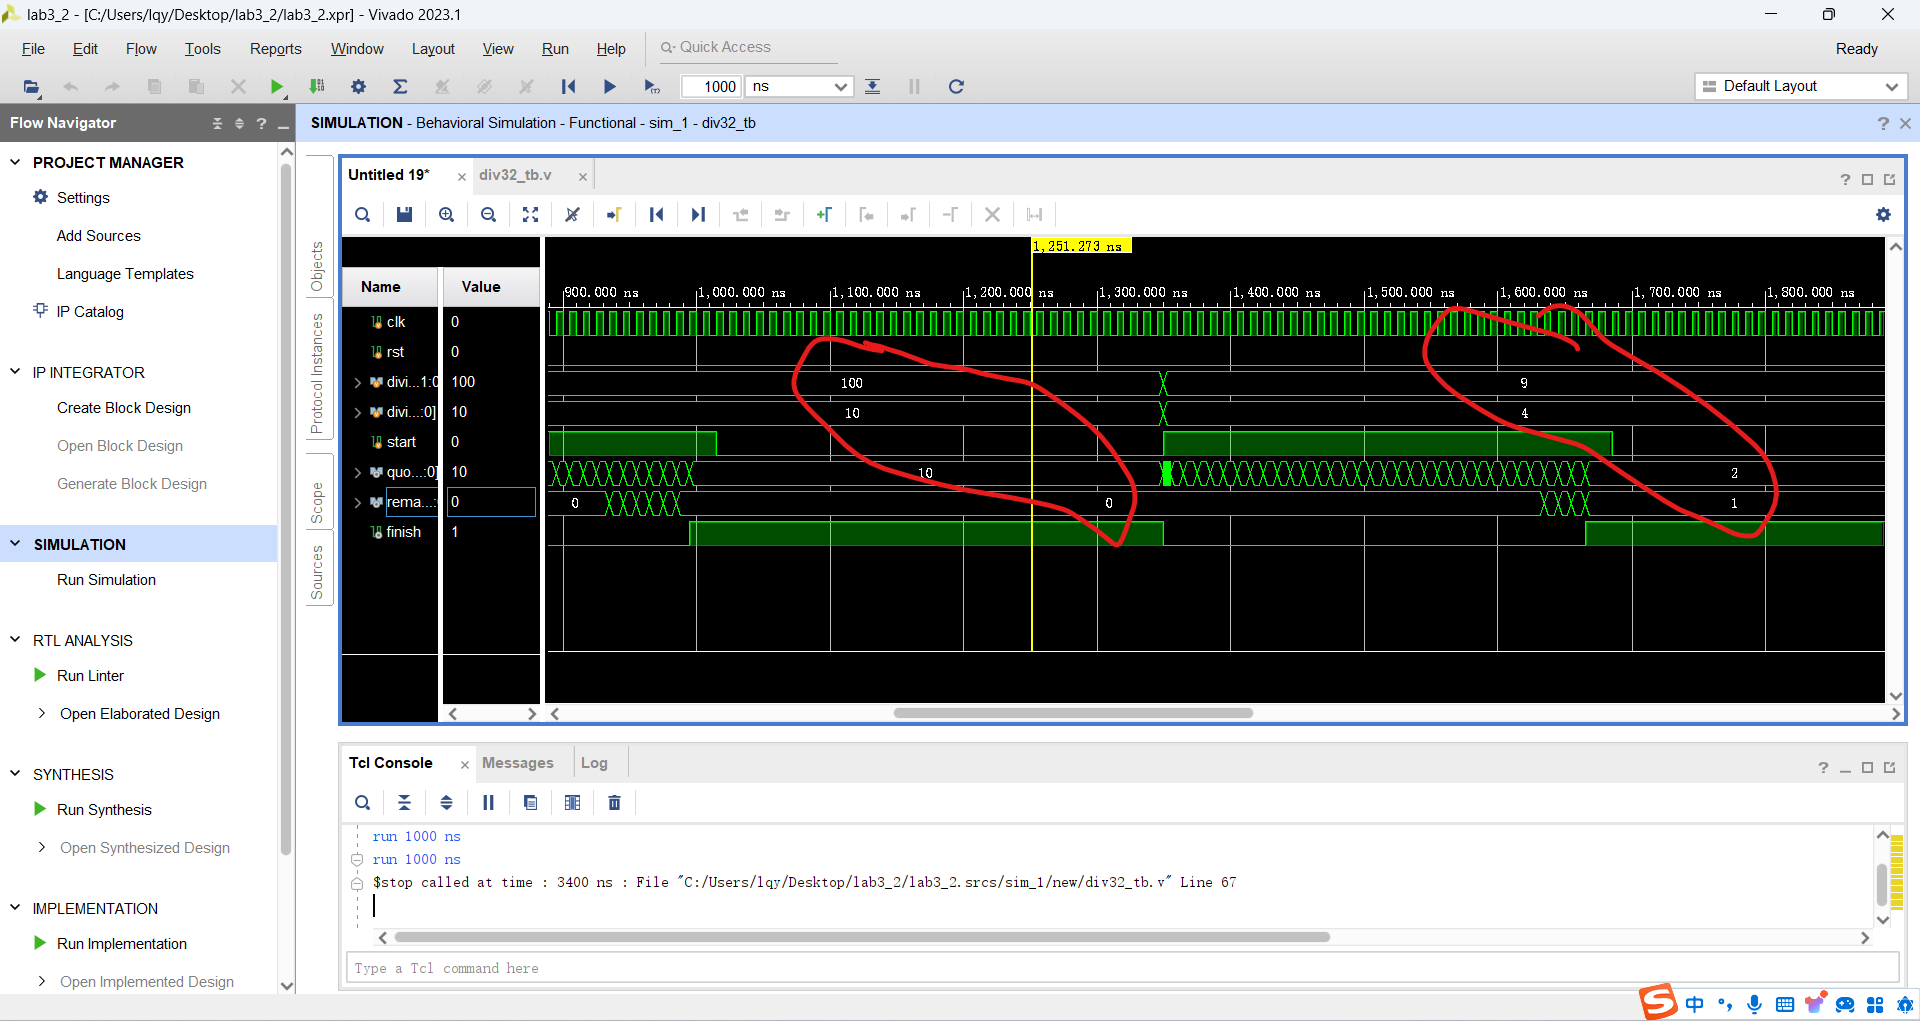 lab3_2 - [C:/Users/lqy/Desktop/lab3_2/lab3_2.xpr] - Vivado 2023.1
File Edit Flow Tools Reports Window Layout View Run Help Quick Access Ready
1000 ns Default Layout
Flow Navigator
SIMULATION - Behavioral Simulation - Functional - sim_1 - div32_tb
PROJECT MANAGER
Settings
Add Sources
Language Templates
IP Catalog
IP INTEGRATOR
Create Block Design
Open Block Design
Generate Block Design
SIMULATION
Run Simulation
RTL ANALYSIS
Run Linter
Open Elaborated Design
SYNTHESIS
Run Synthesis
Open Synthesized Design
IMPLEMENTATION
Run Implementation
Open Implemented Design
Objects
Protocol Instances
Scope
Sources
Untitled 19* div32_tb.v
1,251.273 ns
Name Value
900.000 ns 1,000.000 ns 1,100.000 ns 1,200.000 ns 1,300.000 ns 1,400.000 ns 1,500.000 ns 1,600.000 ns 1,700.000 ns 1,800.000 ns
clk 0
rst 0
divi...1:0 100 100 9
divi...:0] 10 10 4
start 0
quo...:0] 10 10 2
rema...: 0 0 0 1
finish 1
Tcl Console Messages Log
run 1000 ns
run 1000 ns
$stop called at time : 3400 ns : File "C:/Users/lqy/Desktop/lab3_2/lab3_2.srcs/sim_1/new/div32_tb.v" Line 67
Type a Tcl command here
中